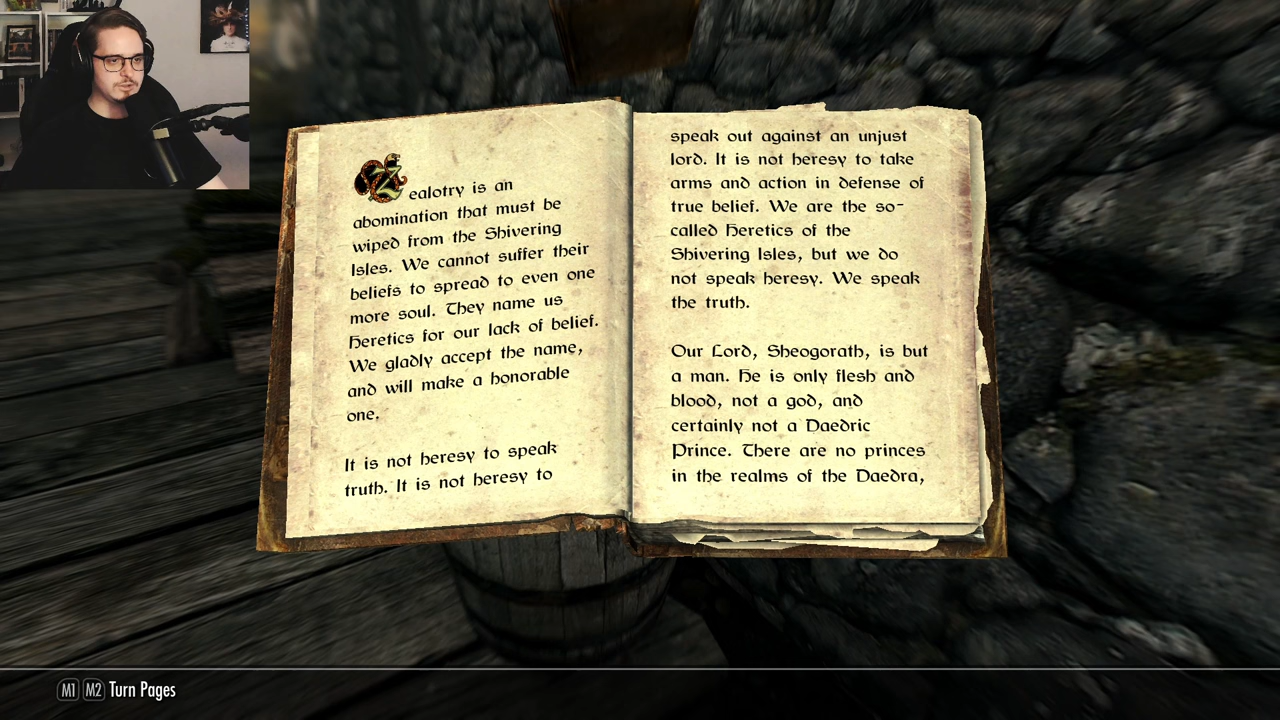 Zealotry is an
abomination that must be
wiped from the Shivering
Isles. We cannot suffer their
beliefs to spread to even one
more soul. They name us
Heretics for our lack of belief.
We gladly accept the name,
and will make a honorable
one.
It is not heresy to speak
truth. It is not heresy to
speak out against an unjust
lord. It is not heresy to take
arms and action in defense of
true belief. We are the so-
called Heretics of the
Shivering Isles, but we do
not speak heresy. We speak
the truth.
Our Lord, Sheogorath, is but
a man. He is only flesh and
blood, not a god, and
certainly not a Daedric
Prince. There are no princes
in the realms of the Daedra,
M1 M2 Turn Pages